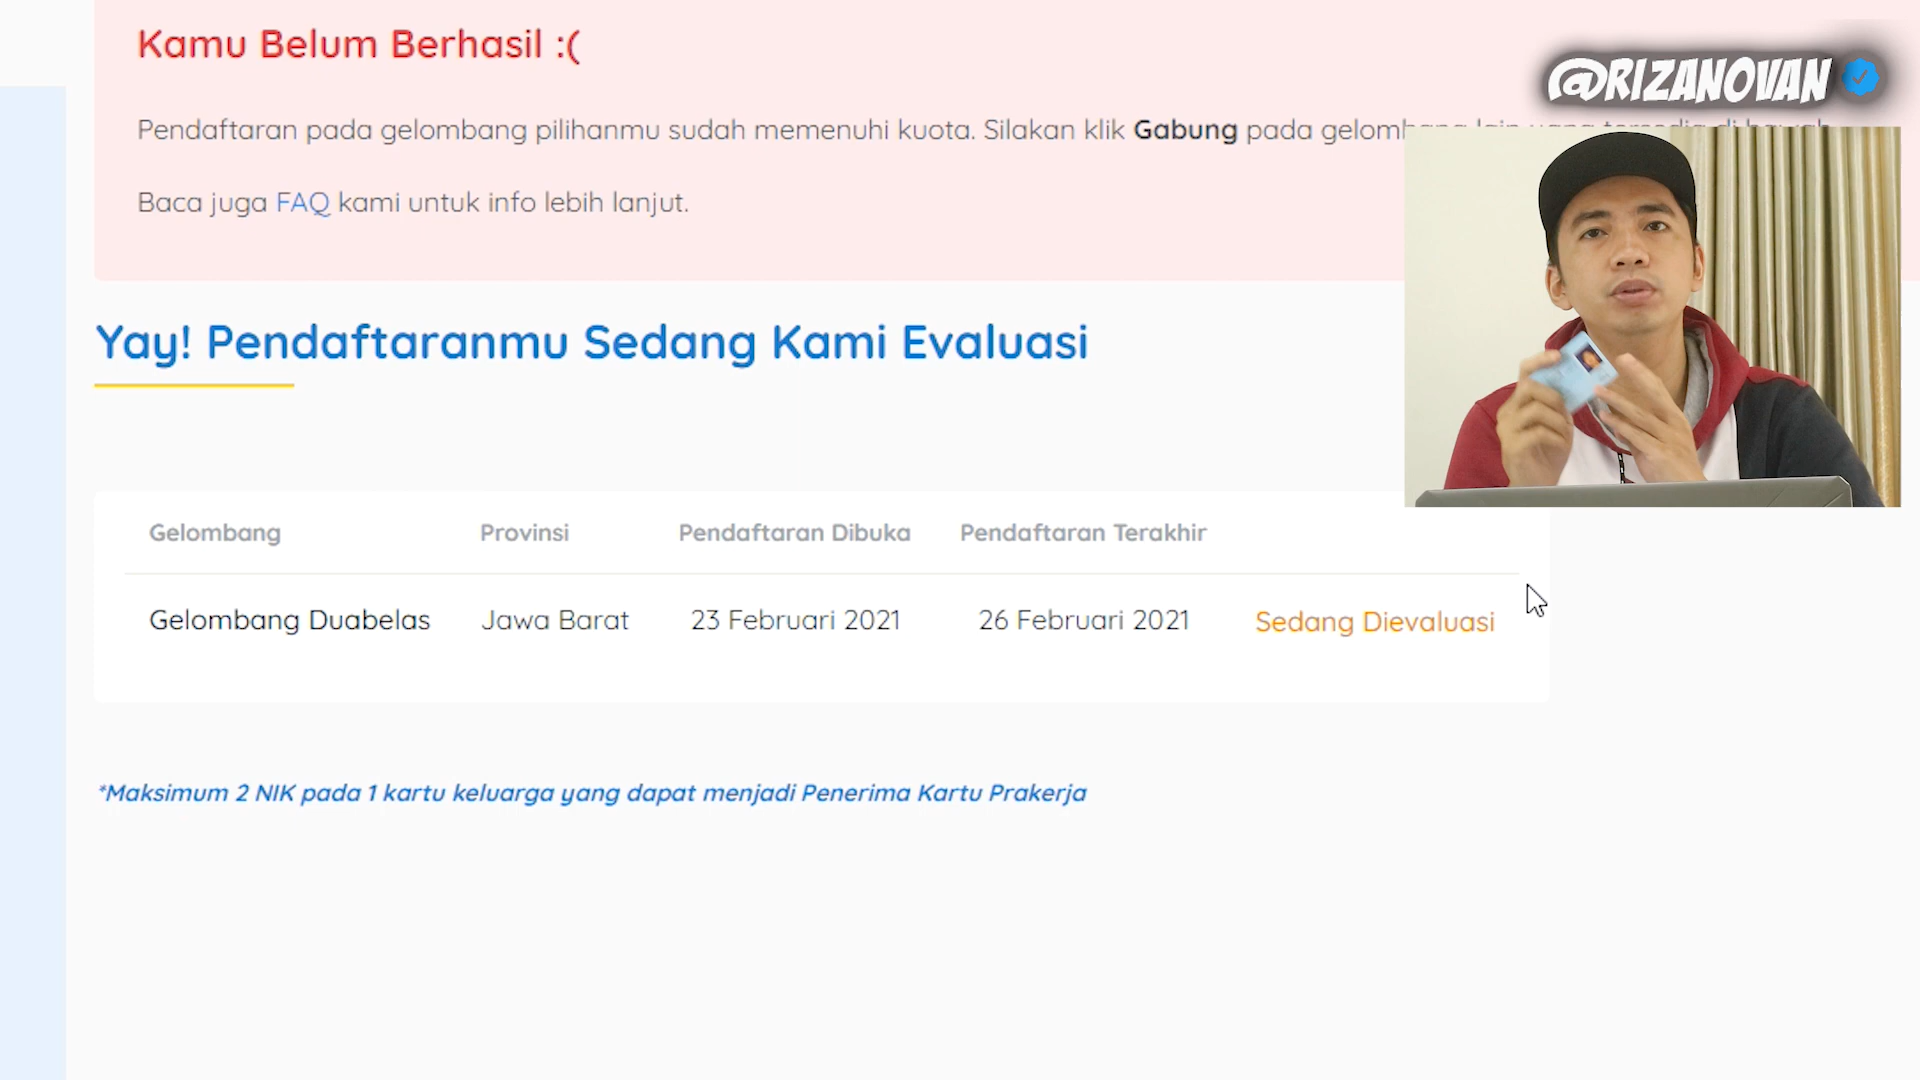 Kamu Belum Berhasil :(
@RIZANOVAN
Pendaftaran pada gelombang pilihanmu sudah memenuhi kuota. Silakan klik Gabung pada
Baca juga FAQ kami untuk info lebih lanjut.
Yay! Pendaftaranmu Sedang Kami Evaluasi
Gelombang Provinsi Pendaftaran Dibuka Pendaftaran Terakhir
Gelombang Duabelas Jawa Barat 23 Februari 2021 26 Februari 2021 Sedang Dievaluasi
*Maksimum 2 NIK pada 1 kartu keluarga yang dapat menjadi Penerima Kartu Prakerja